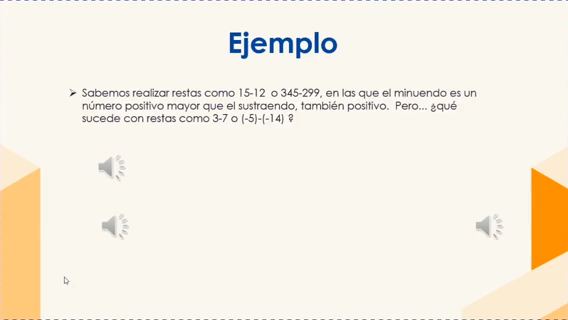 Ejemplo
➤ Sabemos realizar restas como 15-12 o 345-299, en las que el minuendo es un
número positivo mayor que el sustraendo, también positivo. Pero... ¿qué
sucede con restas como 3-7 o (-5)-(-14) ?